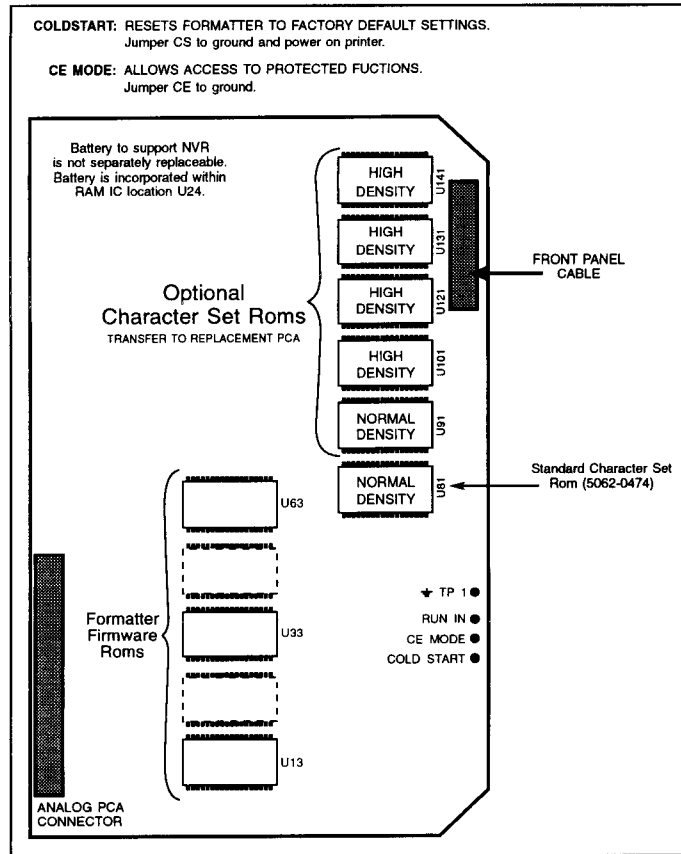 COLDSTART: RESETS FORMATTER TO FACTORY DEFAULT SETTINGS.
Jumper CS to ground and power on printer.
CE MODE: ALLOWS ACCESS TO PROTECTED FUCTIONS.
Jumper CE to ground.
Battery to support NVR
is not separately replaceable.
Battery is incorporated within
RAM IC location U24.
HIGH
DENSITY
U141
HIGH
DENSITY
U131
HIGH
DENSITY
U121
HIGH
DENSITY
U101
NORMAL
DENSITY
U91
NORMAL
DENSITY
U81
Optional
Character Set Roms
TRANSFER TO REPLACEMENT PCA
FRONT PANEL
CABLE
Standard Character Set
Rom (5062-0474)
U63
U33
U13
Formatter
Firmware
Roms
TP 1
RUN IN
CE MODE
COLD START
ANALOG PCA
CONNECTOR